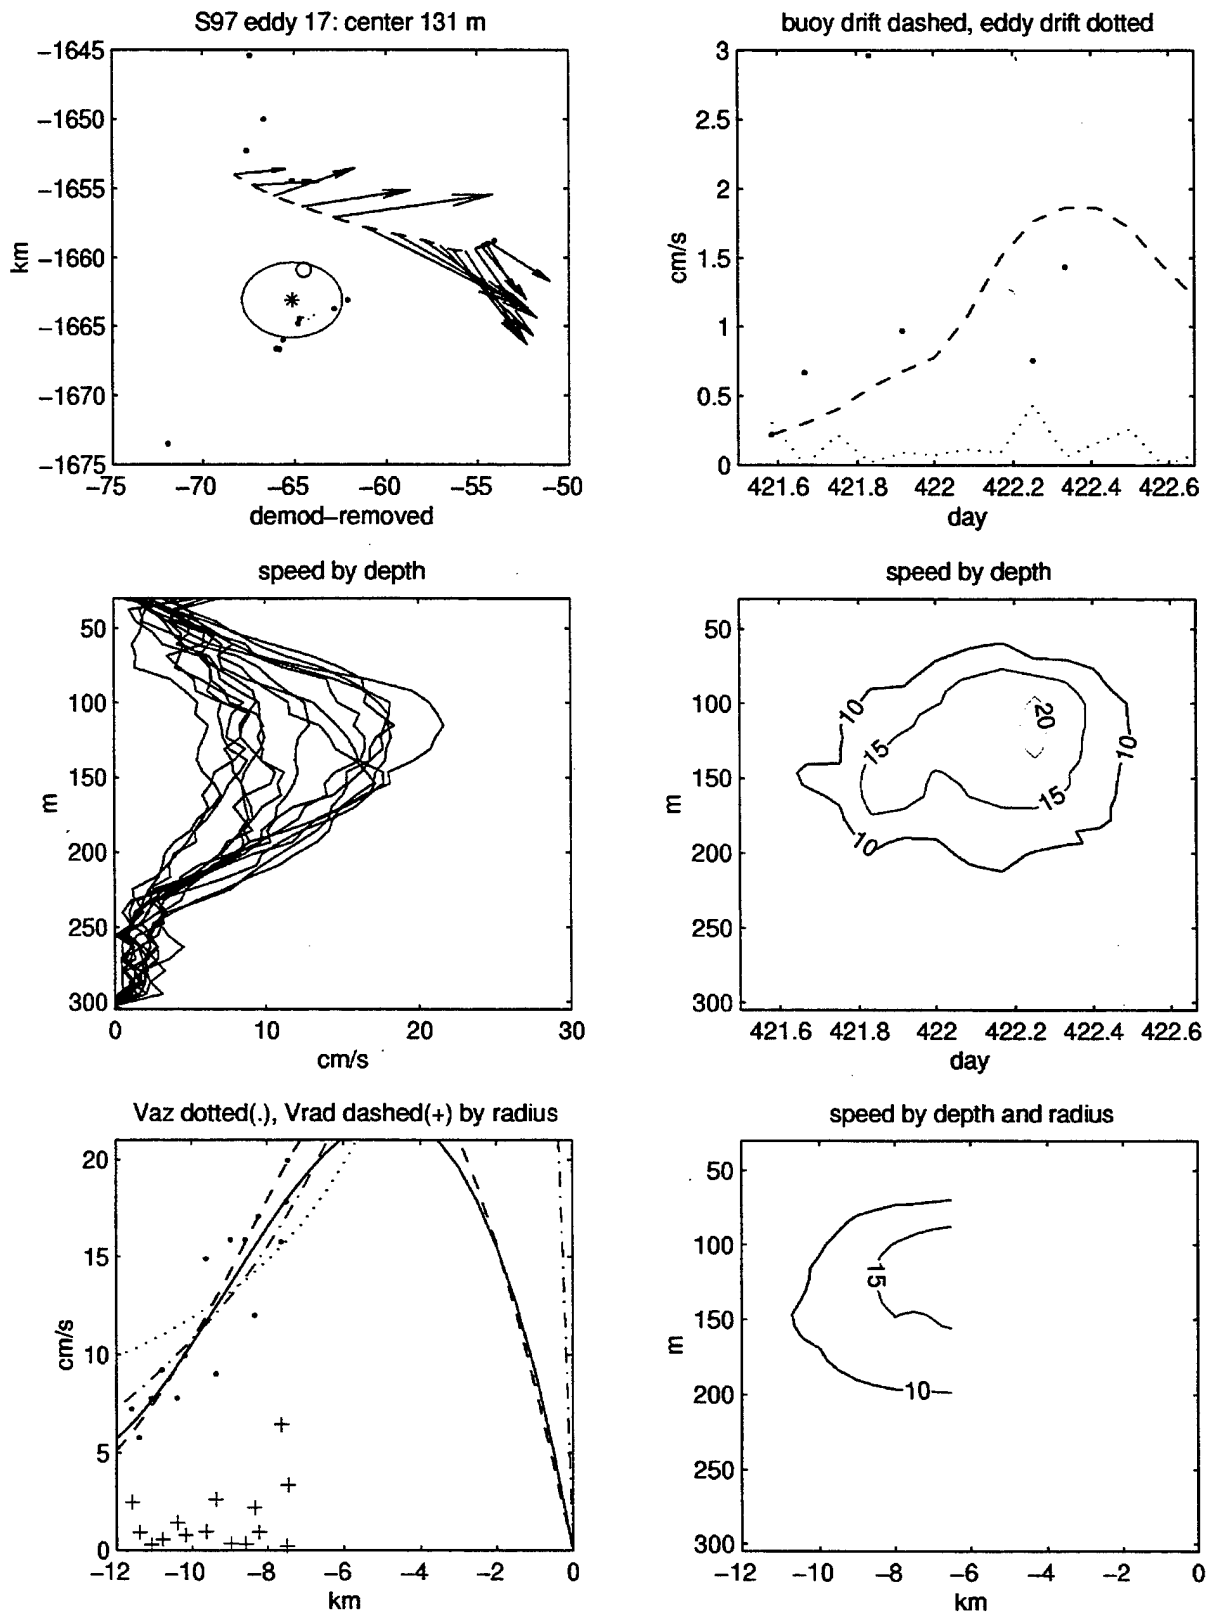 S97 eddy 17: center 131 m
−1645
−1650
−1655
−1660
−1665
−1670
−1675
km
−75 −70 −65 −60 −55 −50
demod−removed
buoy drift dashed, eddy drift dotted
3
2.5
2
1.5
1
0.5
0
cm/s
421.6 421.8 422 422.2 422.4 422.6
day
speed by depth
50
100
150
200
250
300
m
0 10 20 30
cm/s
speed by depth
50
100
150
200
250
300
m
10
15
20
10
15
10
421.6 421.8 422 422.2 422.4 422.6
day
Vaz dotted(.), Vrad dashed(+) by radius
20
15
10
5
0
cm/s
−12 −10 −8 −6 −4 −2 0
km
speed by depth and radius
50
100
150
200
250
300
m
15
10
−12 −10 −8 −6 −4 −2 0
km